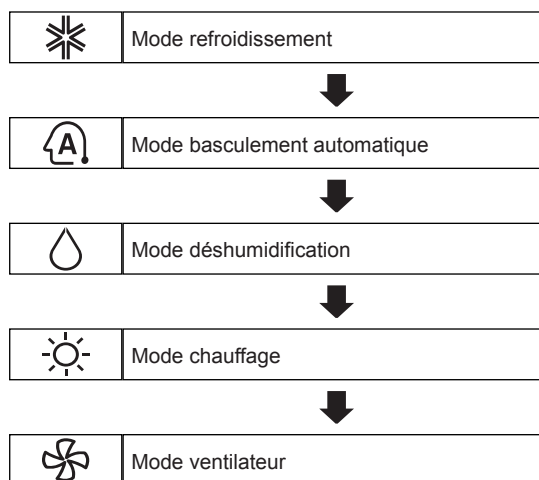 Mode refroidissement
A
Mode basculement automatique
Mode déshumidification
Mode chauffage
Mode ventilateur